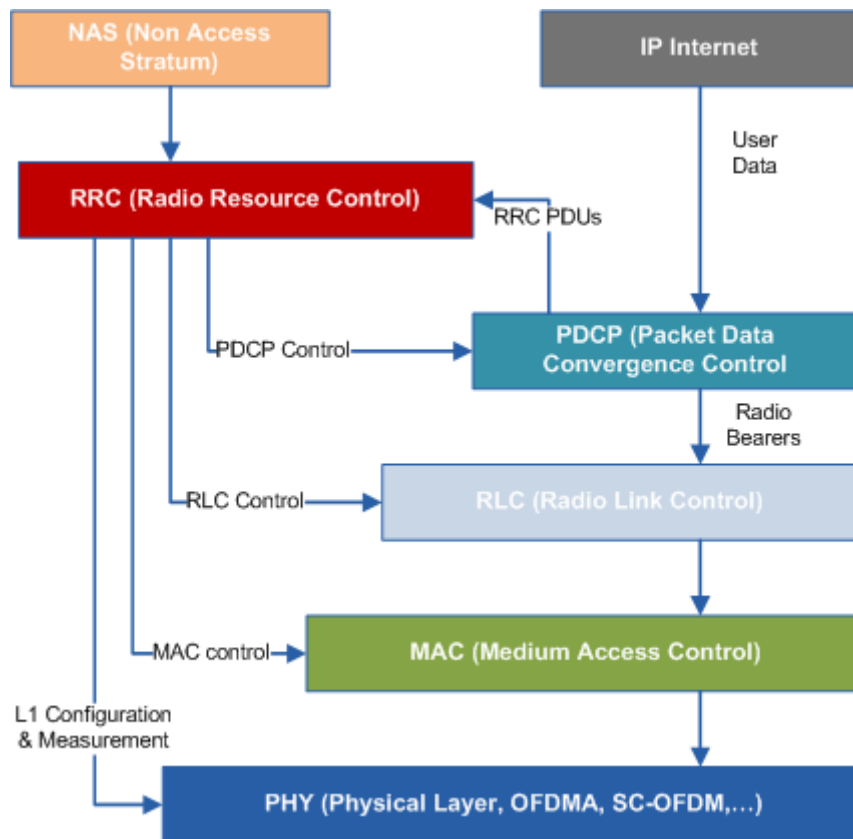 NAS (Non Access
Stratum)
IP Internet
User
Data
RRC (Radio Resource Control)
RRC PDUs
PDCP (Packet Data
Convergence Control
PDCP Control
Radio
Bearers
RLC Control
RLC (Radio Link Control)
MAC control
MAC (Medium Access Control)
L1 Configuration
& Measurement
PHY (Physical Layer, OFDMA, SC-OFDM,...)